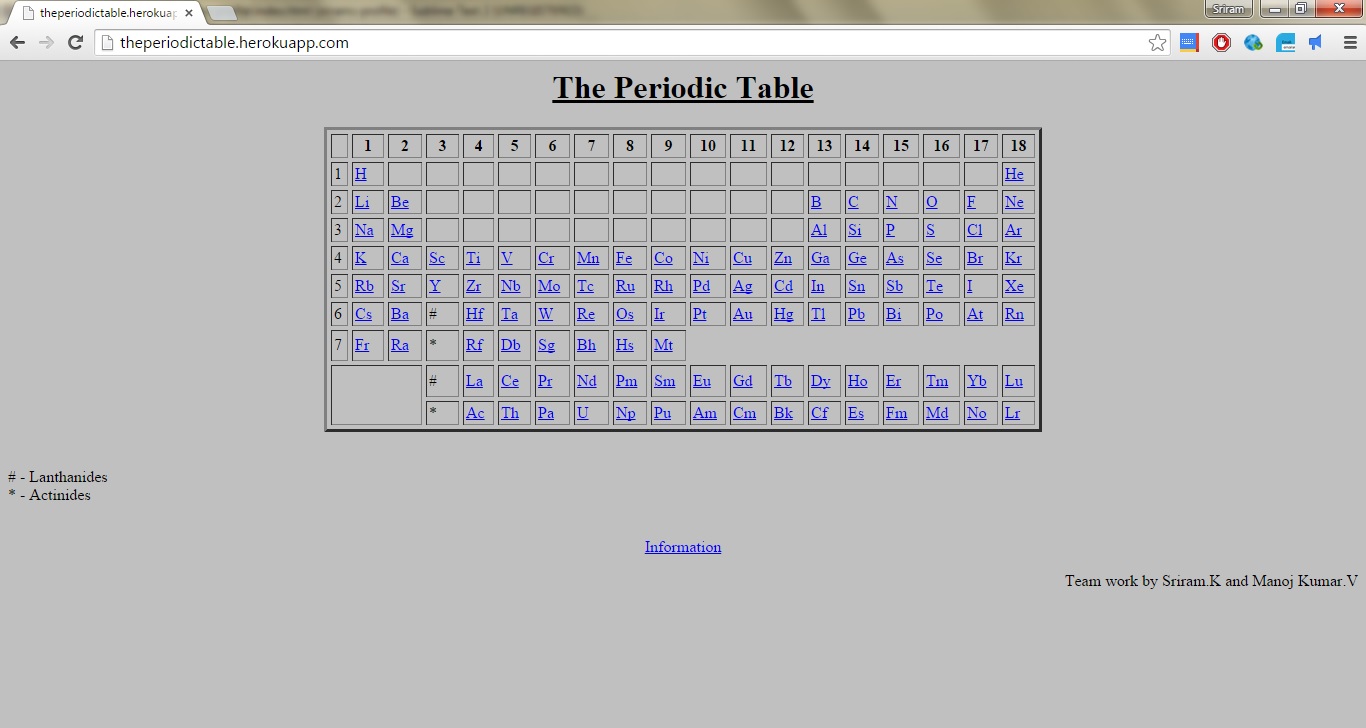 theperiodictable.herokuap
Sriram
theperiodictable.herokuapp.com
The Periodic Table
1 2 3 4 5 6 7 8 9 10 11 12 13 14 15 16 17 18
1 H He
2 Li Be B C N O F Ne
3 Na Mg Al Si P S Cl Ar
4 K Ca Sc Ti V Cr Mn Fe Co Ni Cu Zn Ga Ge As Se Br Kr
5 Rb Sr Y Zr Nb Mo Tc Ru Rh Pd Ag Cd In Sn Sb Te I Xe
6 Cs Ba # Hf Ta W Re Os Ir Pt Au Hg Tl Pb Bi Po At Rn
7 Fr Ra * Rf Db Sg Bh Hs Mt
# La Ce Pr Nd Pm Sm Eu Gd Tb Dy Ho Er Tm Yb Lu
* Ac Th Pa U Np Pu Am Cm Bk Cf Es Fm Md No Lr
# - Lanthanides
* - Actinides
Information
Team work by Sriram.K and Manoj Kumar.V